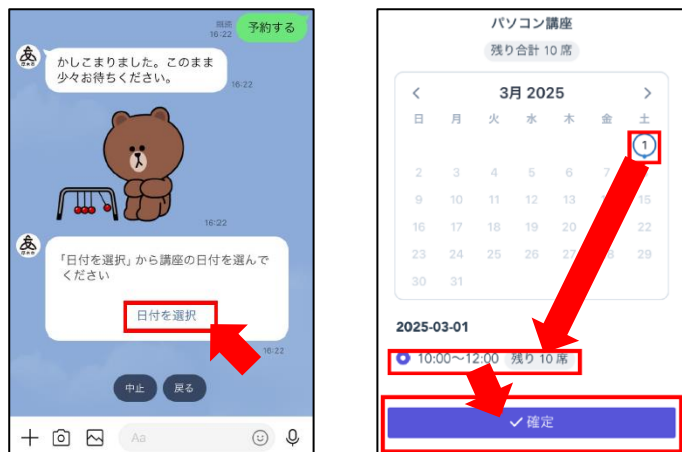 既読
16:22
予約する
かしこまりました。このまま
少々お待ちください。
16:22
16:22
「日付を選択」から講座の日付を選んで
ください
日付を選択
16:22
中止
戻る
Aa
パソコン講座
残り合計 10 席
3月 2025
日 月 火 水 木 金 土
1
2 3 4 5 6 7
9 10 11 12 13 15
16 17 18 19 20 22
23 24 25 26 27 28 29
30 31
2025-03-01
10:00～12:00 残り 10 席
確定